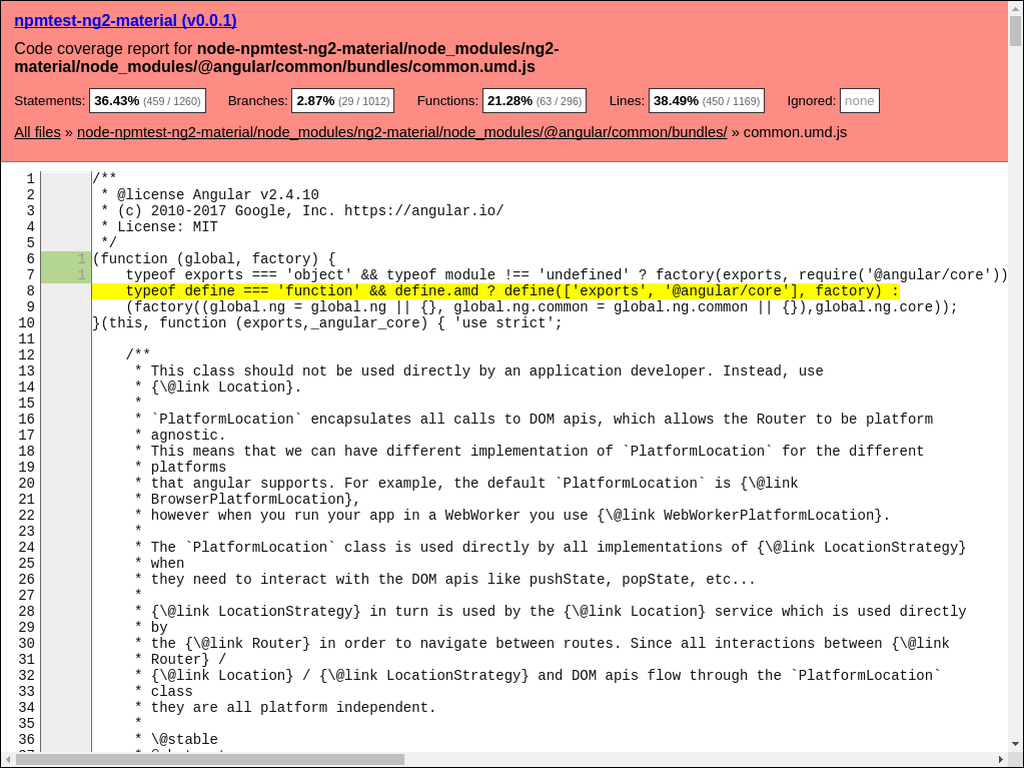 npmtest-ng2-material (v0.0.1)
Code coverage report for node-npmtest-ng2-material/node_modules/ng2-
material/node_modules/@angular/common/bundles/common.umd.js
Statements: 36.43% (459 / 1260) Branches: 2.87% (29 / 1012) Functions: 21.28% (63 / 296) Lines: 38.49% (450 / 1169) Ignored: none
All files » node-npmtest-ng2-material/node_modules/ng2-material/node_modules/@angular/common/bundles/ » common.umd.js
1 /**
2  * @license Angular v2.4.10
3  * (c) 2010-2017 Google, Inc. https://angular.io/
4  * License: MIT
5  */
6 1 (function (global, factory) {
7 1     typeof exports === 'object' && typeof module !== 'undefined' ? factory(exports, require('@angular/core'))
8     typeof define === 'function' && define.amd ? define(['exports', '@angular/core'], factory) :
9     (factory((global.ng = global.ng || {}, global.ng.common = global.ng.common || {}),global.ng.core));
10 }(this, function (exports,_angular_core) { 'use strict';
11
12     /**
13      * This class should not be used directly by an application developer. Instead, use
14      * {\@link Location}.
15      *
16      * `PlatformLocation` encapsulates all calls to DOM apis, which allows the Router to be platform
17      * agnostic.
18      * This means that we can have different implementation of `PlatformLocation` for the different
19      * platforms
20      * that angular supports. For example, the default `PlatformLocation` is {\@link
21      * BrowserPlatformLocation},
22      * however when you run your app in a WebWorker you use {\@link WebWorkerPlatformLocation}.
23      *
24      * The `PlatformLocation` class is used directly by all implementations of {\@link LocationStrategy}
25      * when
26      * they need to interact with the DOM apis like pushState, popState, etc...
27      *
28      * {\@link LocationStrategy} in turn is used by the {\@link Location} service which is used directly
29      * by
30      * the {\@link Router} in order to navigate between routes. Since all interactions between {\@link
31      * Router} /
32      * {\@link Location} / {\@link LocationStrategy} and DOM apis flow through the `PlatformLocation`
33      * class
34      * they are all platform independent.
35      *
36      * \@stable